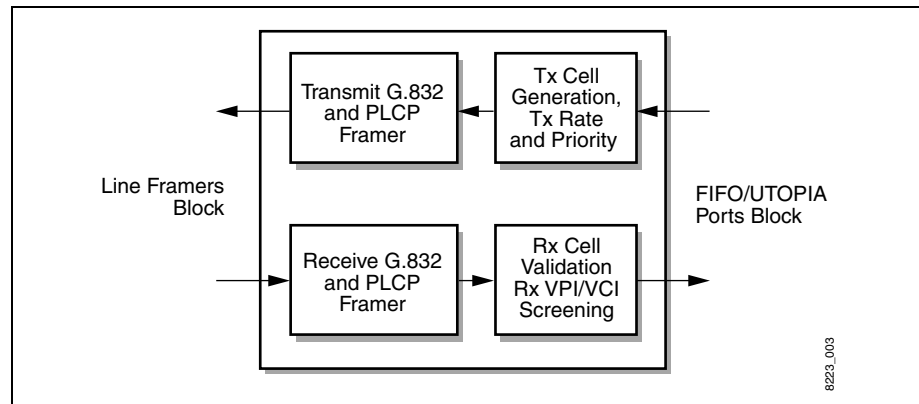 Transmit G.832
and PLCP
Framer
Tx Cell
Generation,
Tx Rate
and Priority
Line Framers
Block
FIFO/UTOPIA
Ports Block
Receive G.832
and PLCP
Framer
Rx Cell
Validation
Rx VPI/VCI
Screening
8223_003